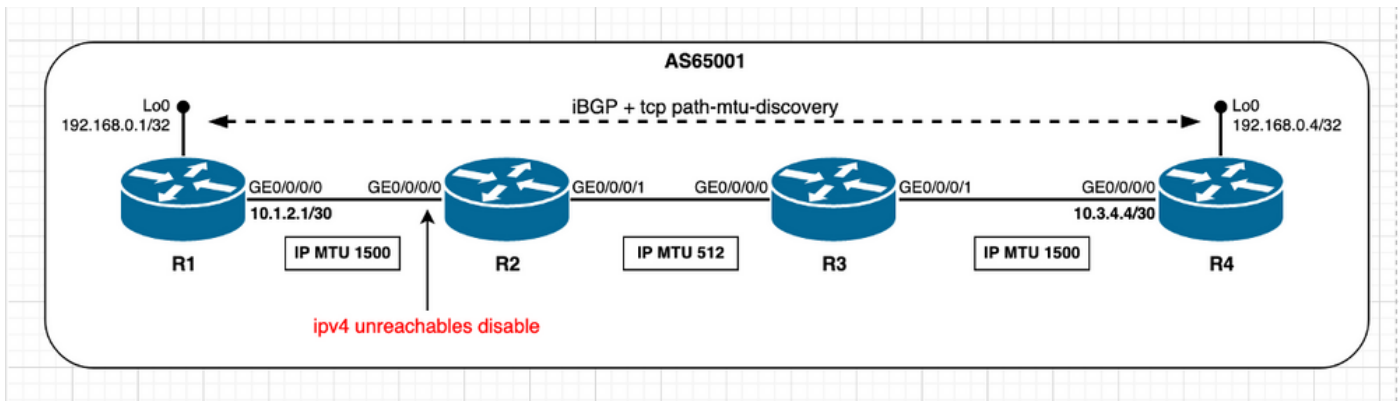 AS65001
iBGP + tcp path-mtu-discovery
Lo0
192.168.0.1/32
Lo0
192.168.0.4/32
GE0/0/0/0
GE0/0/0/0
GE0/0/0/1
GE0/0/0/0
GE0/0/0/1
GE0/0/0/0
10.1.2.1/30
10.3.4.4/30
IP MTU 1500
IP MTU 512
IP MTU 1500
R1
R2
R3
R4
ipv4 unreachables disable